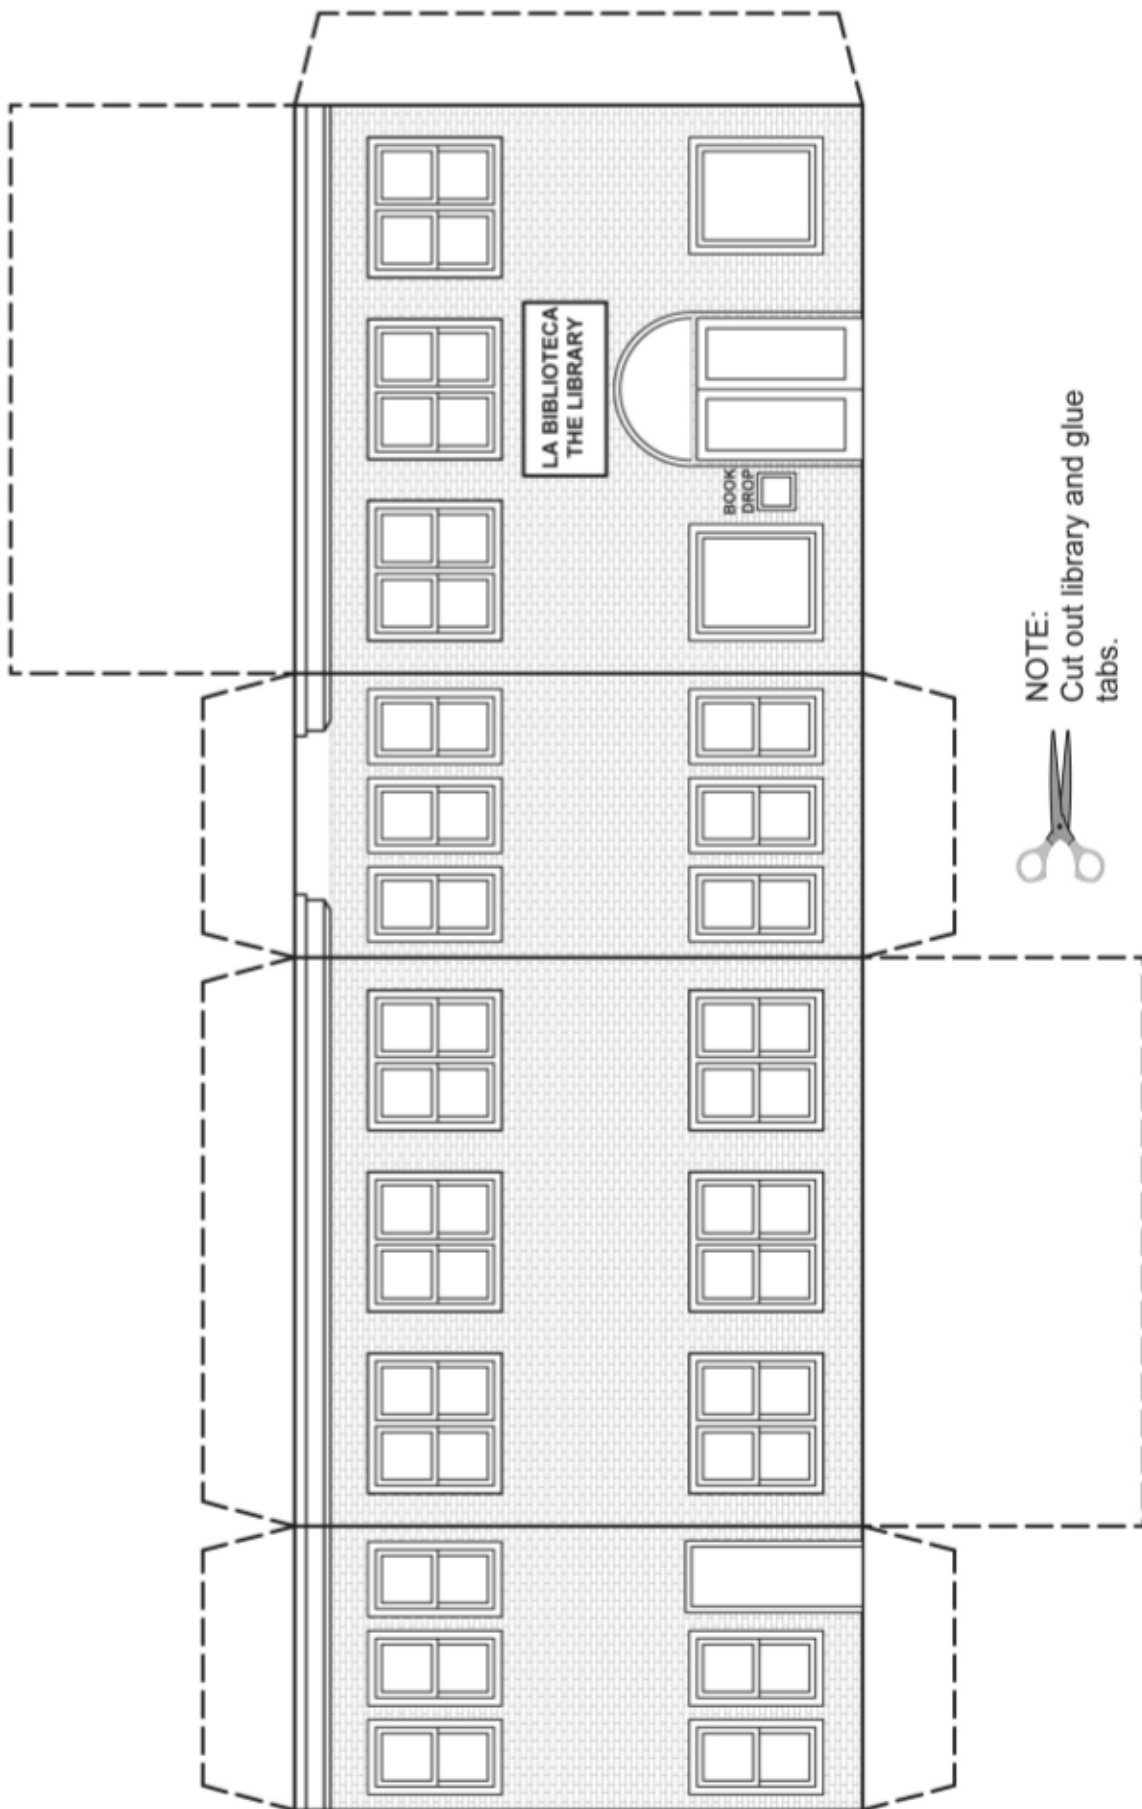 LA BIBLIOTECA
THE LIBRARY
BOOK
DROP
NOTE:
Cut out library and glue
tabs.